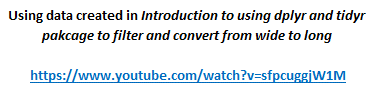 Using data created in Introduction to using dplyr and tidyr
pakcage to filter and convert from wide to long
https://www.youtube.com/watch?v=sfpcuggjW1M